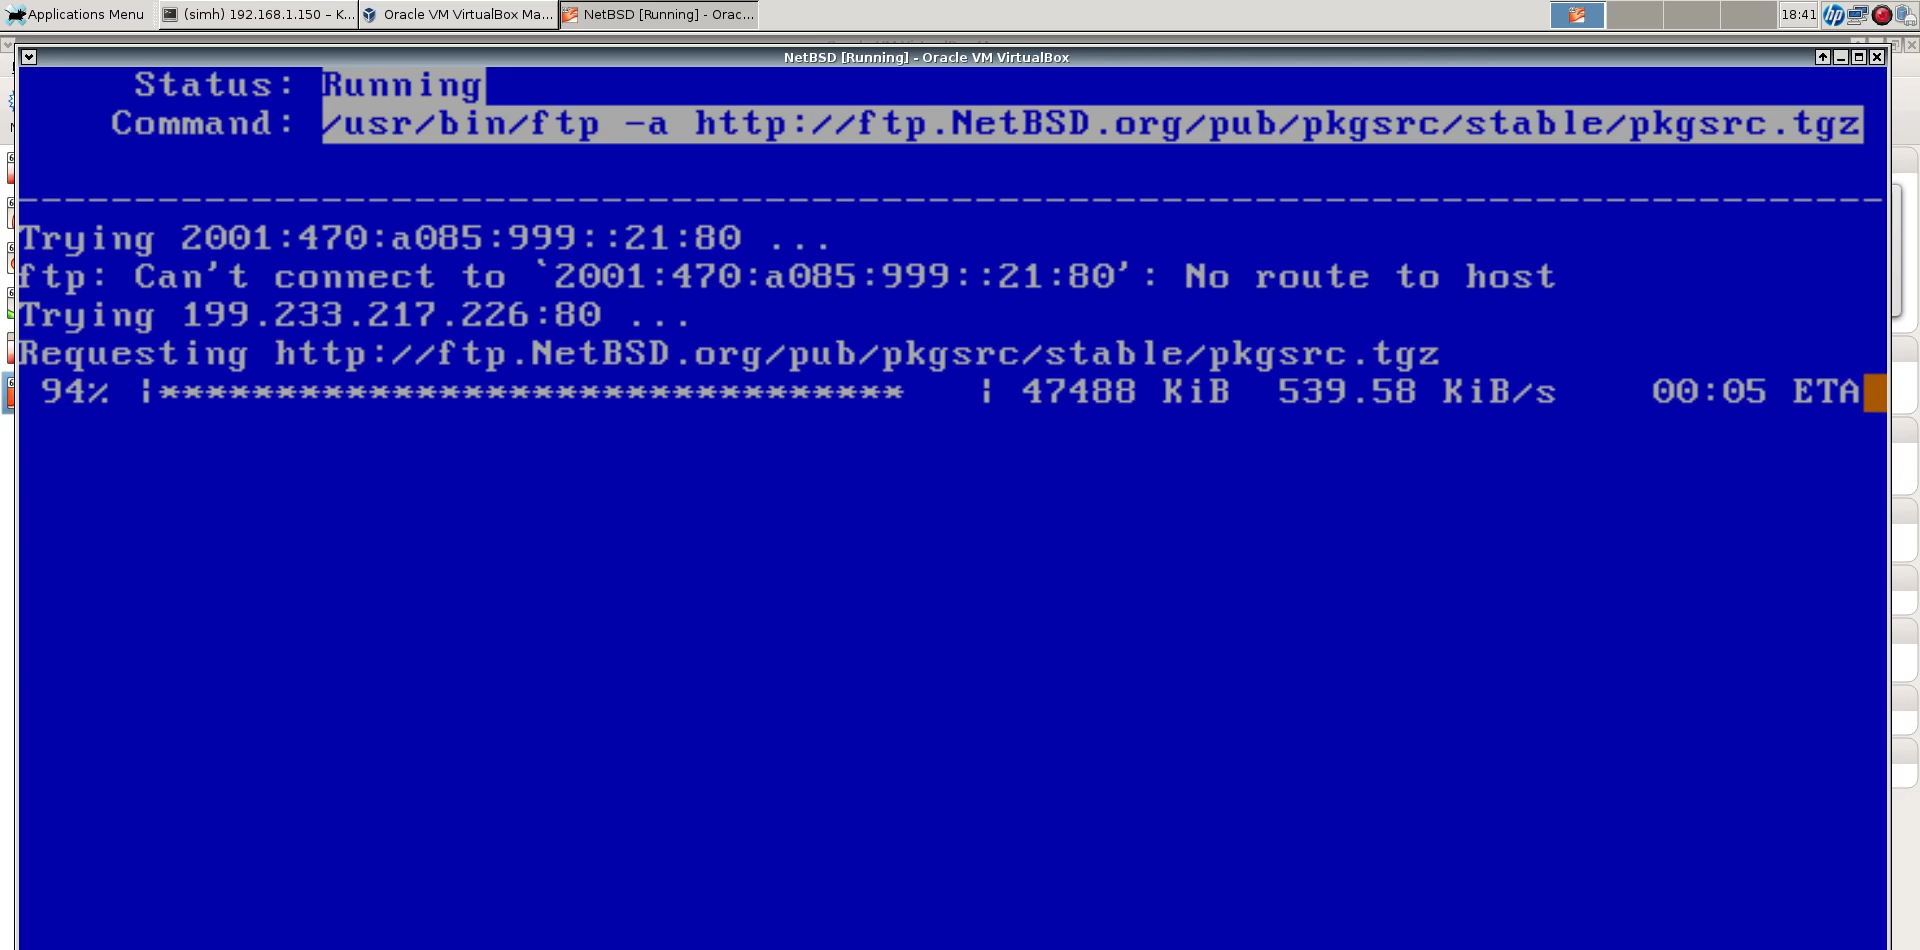 Applications Menu (simh) 192.168.1.150 – K... Oracle VM VirtualBox Ma... NetBSD [Running] - Orac... 18:41
NetBSD [Running] - Oracle VM VirtualBox
Status: Running
Command: /usr/bin/ftp -a http://ftp.NetBSD.org/pub/pkgsrc/stable/pkgsrc.tgz
--------------------------------------------------------------------------------
Trying 2001:470:a085:999::21:80 ...
ftp: Can't connect to `2001:470:a085:999::21:80': No route to host
Trying 199.233.217.226:80 ...
Requesting http://ftp.NetBSD.org/pub/pkgsrc/stable/pkgsrc.tgz
94% |******************************** | 47488 KiB 539.58 KiB/s 00:05 ETA